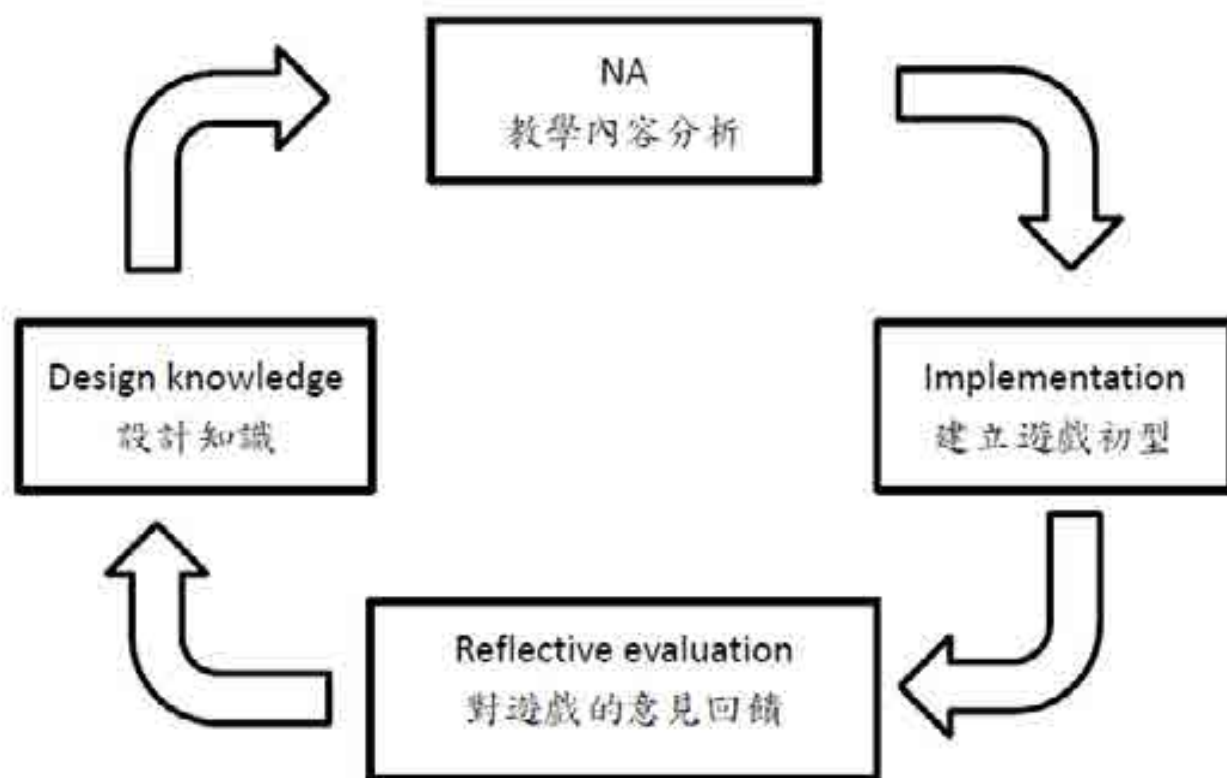 NA
教學內容分析
Design knowledge
設計知識
Implementation
建立遊戲初型
Reflective evaluation
對遊戲的意見回饋